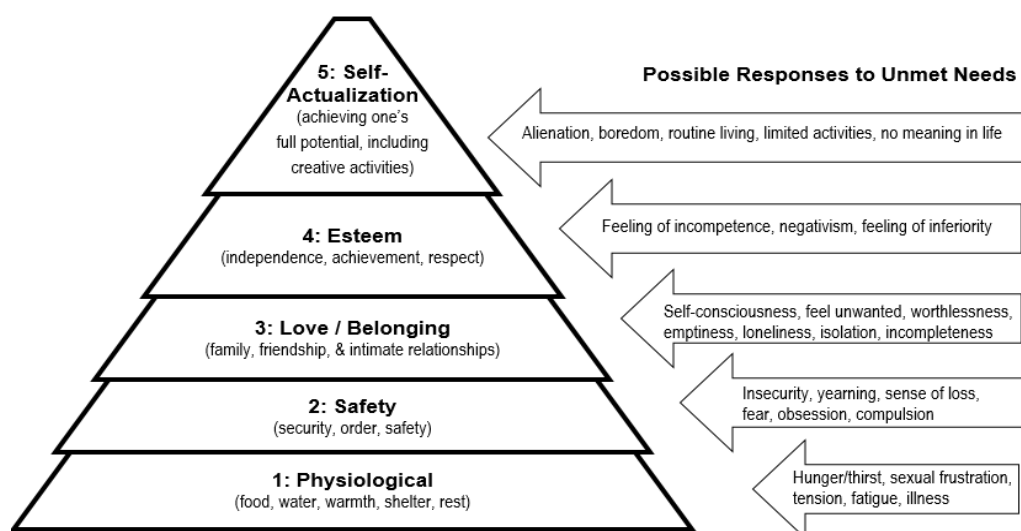 5: Self-
Actualization
(achieving one's
full potential, including
creative activities)
Possible Responses to Unmet Needs
Alienation, boredom, routine living, limited activities, no meaning in life
4: Esteem
(independence, achievement, respect)
Feeling of incompetence, negativism, feeling of inferiority
3: Love / Belonging
(family, friendship, & intimate relationships)
Self-consciousness, feel unwanted, worthlessness,
emptiness, loneliness, isolation, incompleteness
2: Safety
(security, order, safety)
Insecurity, yearning, sense of loss,
fear, obsession, compulsion
1: Physiological
(food, water, warmth, shelter, rest)
Hunger/thirst, sexual frustration,
tension, fatigue, illness